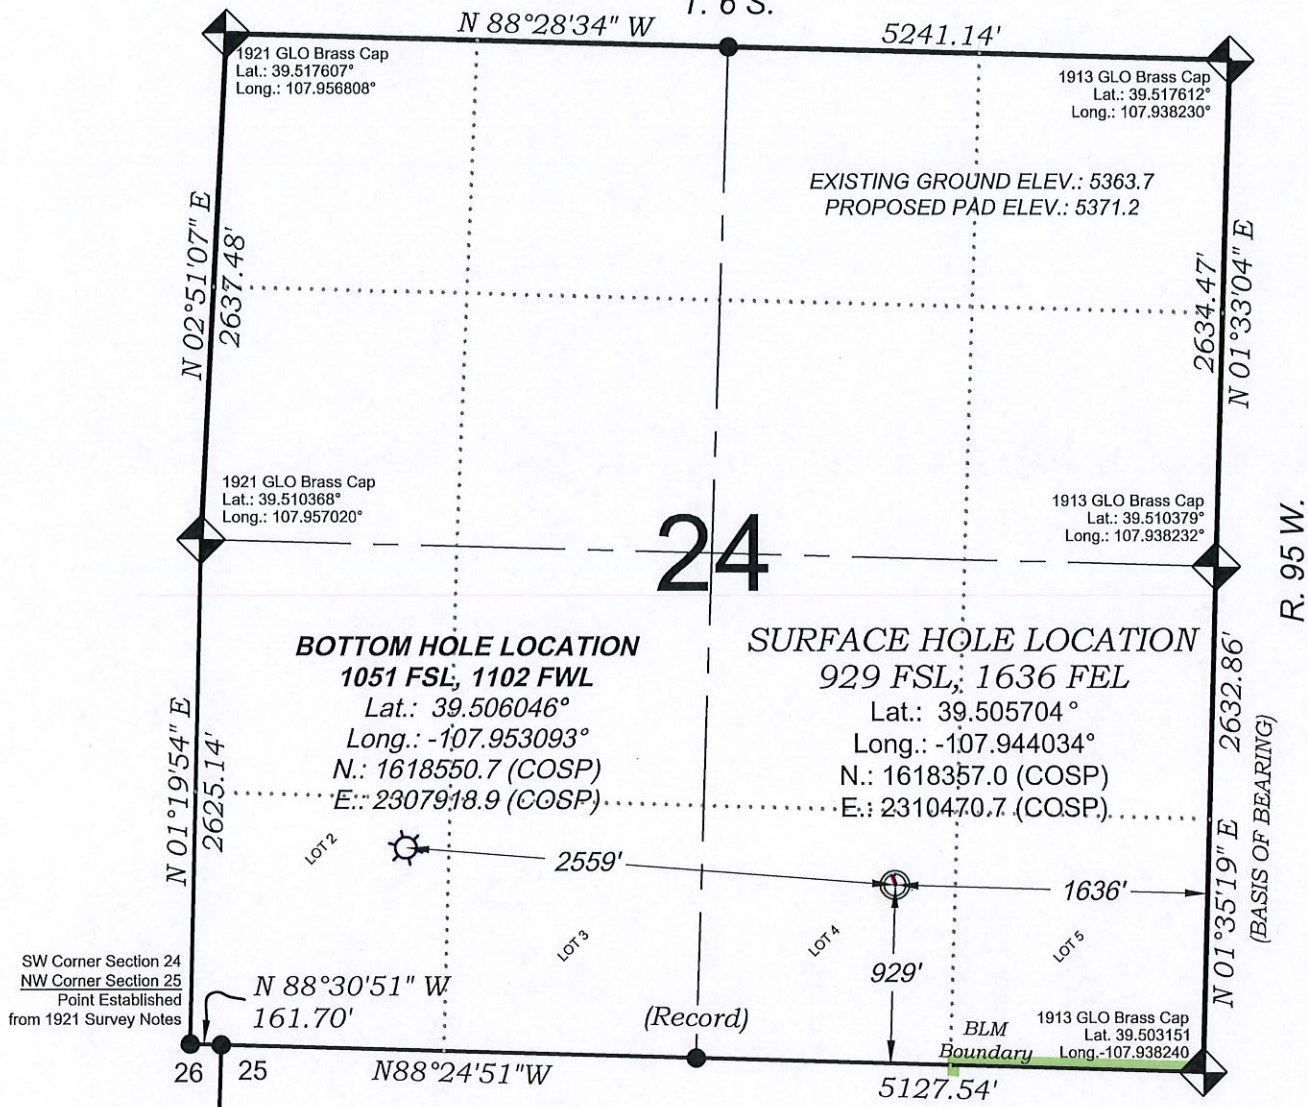 T. 6 S.
N 88°28'34" W
5241.14'
1921 GLO Brass Cap
Lat.: 39.517607°
Long.: 107.956808°
1913 GLO Brass Cap
Lat.: 39.517612°
Long.: 107.938230°
EXISTING GROUND ELEV.: 5363.7
PROPOSED PAD ELEV.: 5371.2
N 02°51'07" E
2637.48'
2634.47'
N 01°33'04" E
1921 GLO Brass Cap
Lat.: 39.510368°
Long.: 107.957020°
1913 GLO Brass Cap
Lat.: 39.510379°
Long.: 107.938232°
24
R. 95 W.
BOTTOM HOLE LOCATION
1051 FSL, 1102 FWL
Lat.: 39.506046°
Long.: -107.953093°
N.: 1618550.7 (COSP)
E.: 2307918.9 (COSP)
SURFACE HOLE LOCATION
929 FSL, 1636 FEL
Lat.: 39.505704°
Long.: -107.944034°
N.: 1618357.0 (COSP)
E.: 2310470.7 (COSP)
N 01°19'54" E
2625.14'
2632.86'
N 01°35'19" E
(BASIS OF BEARING)
LOT 2
2559'
1636'
LOT 3
LOT 4
LOT 5
929'
SW Corner Section 24
NW Corner Section 25
Point Established
from 1921 Survey Notes
N 88°30'51" W
161.70'
(Record)
BLM
Boundary
1913 GLO Brass Cap
Lat. 39.503151
Long.-107.938240
26
25
N88°24'51"W
5127.54'